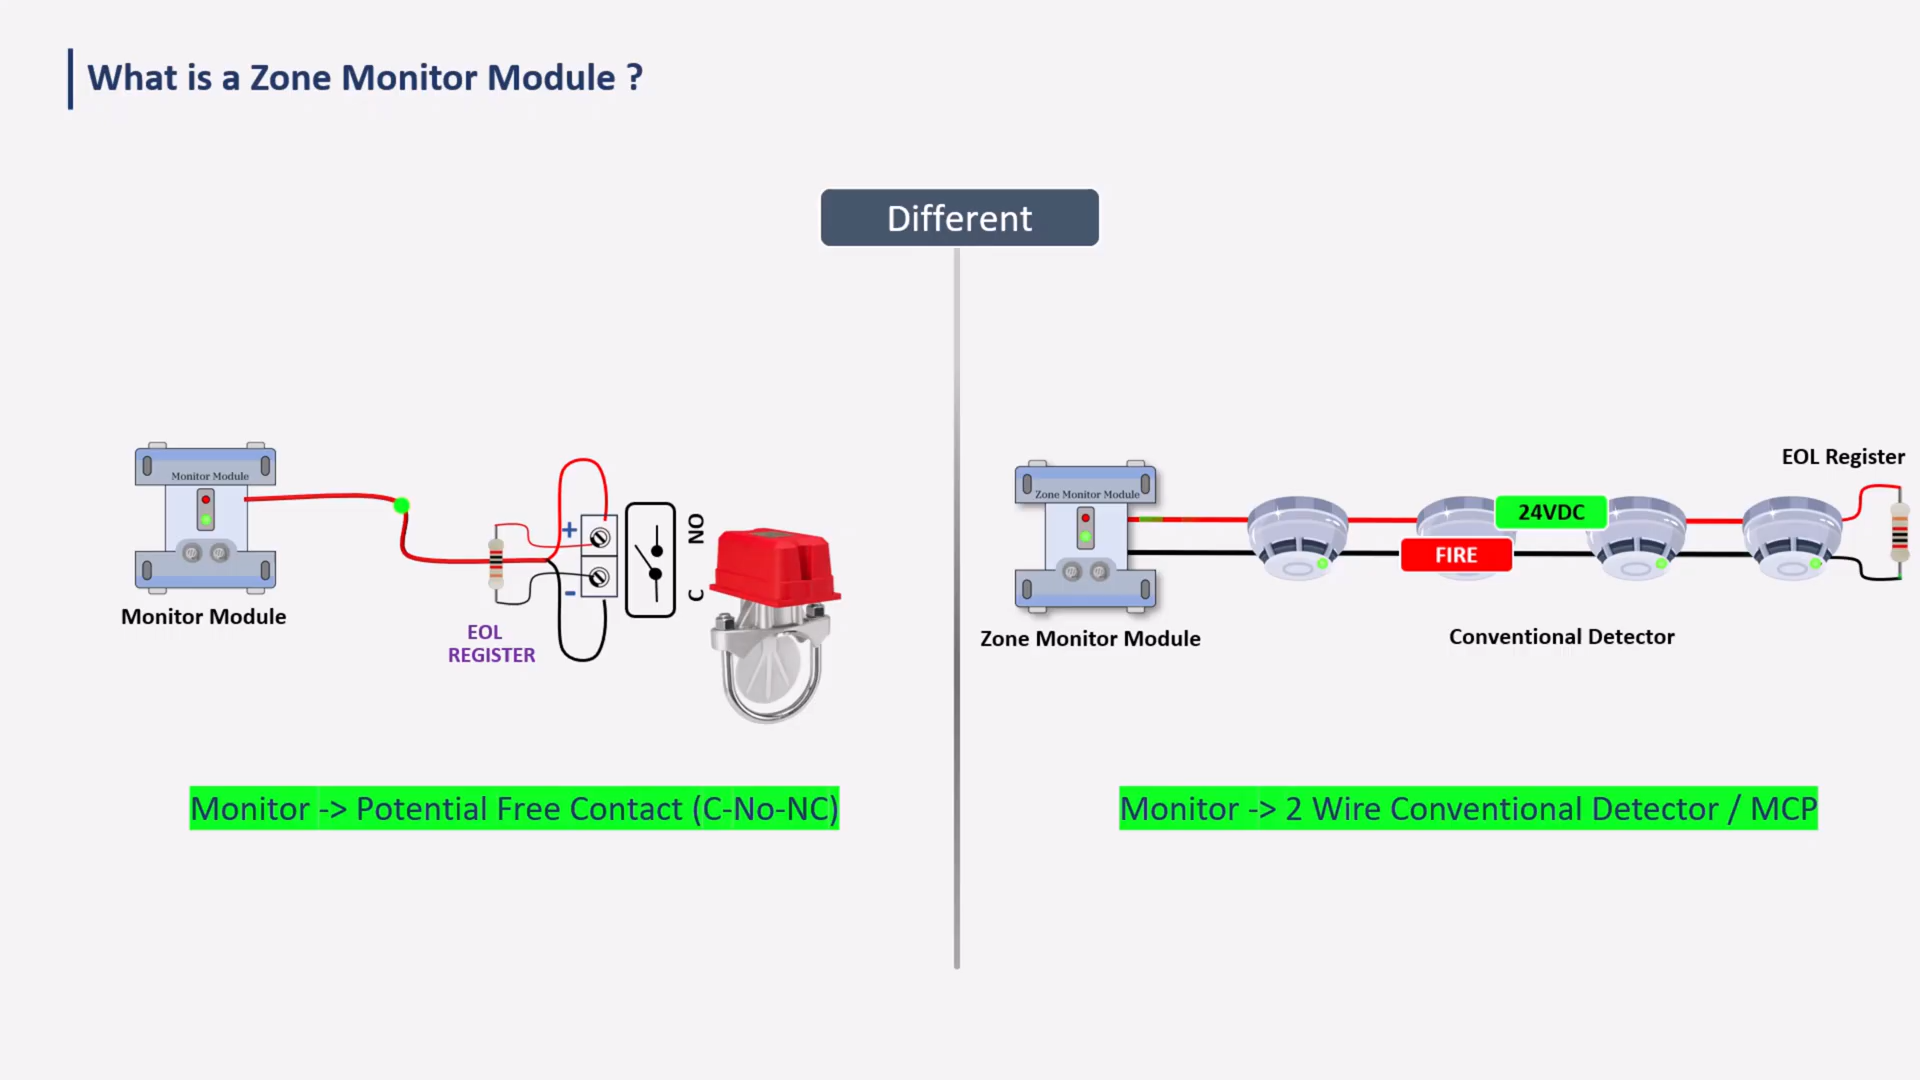 What is a Zone Monitor Module ?
Different
Monitor Module
Monitor Module
EOL
REGISTER
+
-
NO
C
Monitor -> Potential Free Contact (C-No-NC)
Zone Monitor Module
Zone Monitor Module
24VDC
FIRE
EOL Register
Conventional Detector
Monitor -> 2 Wire Conventional Detector / MCP